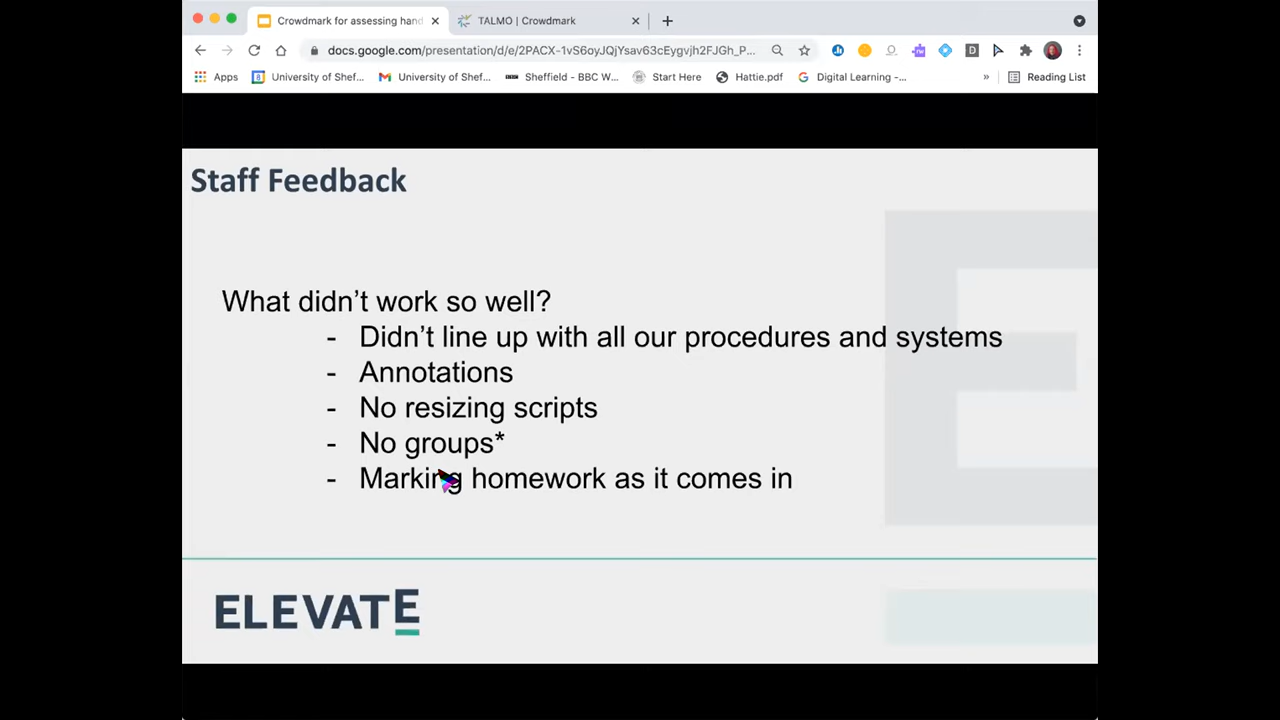 Crowdmark for assessing hand
TALMO | Crowdmark
docs.google.com/presentation/d/e/2PACX-1vS6oyJQjYsav63cEygvjh2FJGh_P...
Apps
University of Shef...
University of Shef...
Sheffield - BBC W...
Start Here
Hattie.pdf
Digital Learning -...
»
Reading List
Staff Feedback
What didn't work so well?
- Didn't line up with all our procedures and systems
- Annotations
- No resizing scripts
- No groups*
- Marking homework as it comes in
ELEVATE